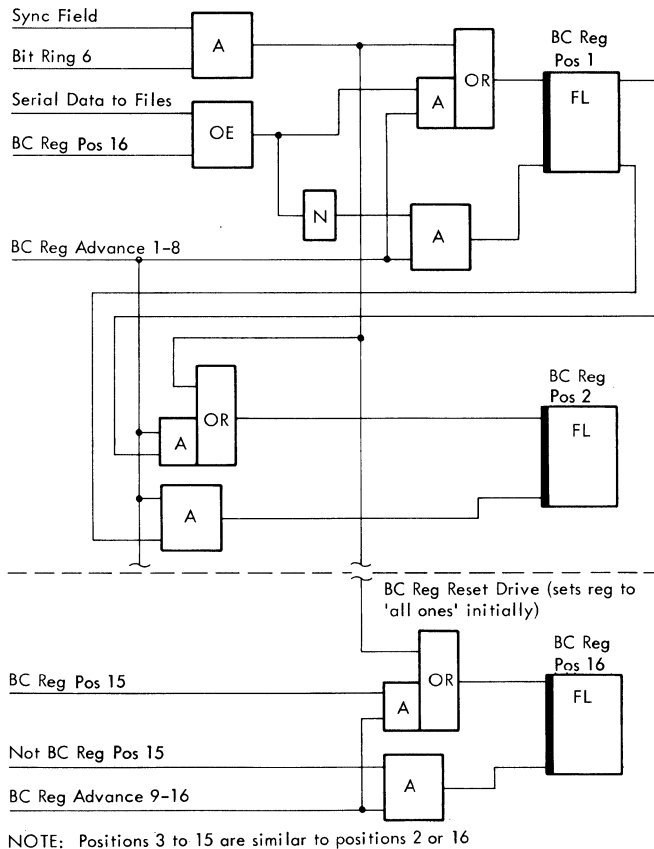 Sync Field
Bit Ring 6
A
OR
A
BC Reg
Pos 1
FL
Serial Data to Files
BC Reg Pos 16
OE
N
A
BC Reg Advance 1-8
OR
A
BC Reg
Pos 2
FL
A
BC Reg Reset Drive (sets reg to
'all ones' initially)
BC Reg Pos 15
OR
A
BC Reg
Pos 16
FL
Not BC Reg Pos 15
BC Reg Advance 9-16
A
NOTE: Positions 3 to 15 are similar to positions 2 or 16